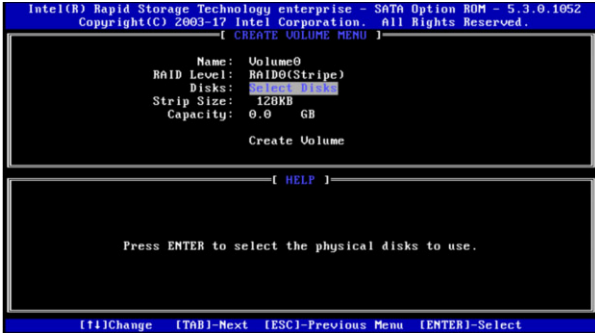 Intel(R) Rapid Storage Technology enterprise - SATA Option ROM - 5.3.0.1052
Copyright(C) 2003-17 Intel Corporation. All Rights Reserved.
[ CREATE VOLUME MENU ]
Name: Volume0
RAID Level: RAID0(Stripe)
Disks: Select Disks
Strip Size: 128KB
Capacity: 0.0 GB
Create Volume
[ HELP ]
Press ENTER to select the physical disks to use.
[↑↓]Change [TAB]-Next [ESC]-Previous Menu [ENTER]-Select